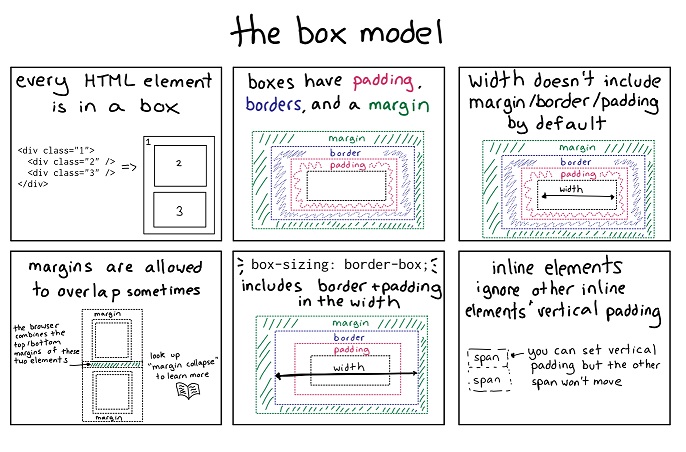 the box model
every HTML element
is in a box
<div class="1">
<div class="2" />
<div class="3" />
</div>
=>
1
2
3
boxes have padding,
borders, and a margin
margin
border
padding
width doesn't include
margin/border/padding
by default
margin
border
padding
width
margins are allowed
to overlap sometimes
margin
the browser
combines the
top/bottom
margins of these
two elements
look up
"margin collapse"
to learn more
margin
box-sizing: border-box;
includes border + padding
in the width
margin
border
padding
width
inline elements
ignore other inline
elements' vertical padding
span
span
you can set vertical
padding but the other
span won't move